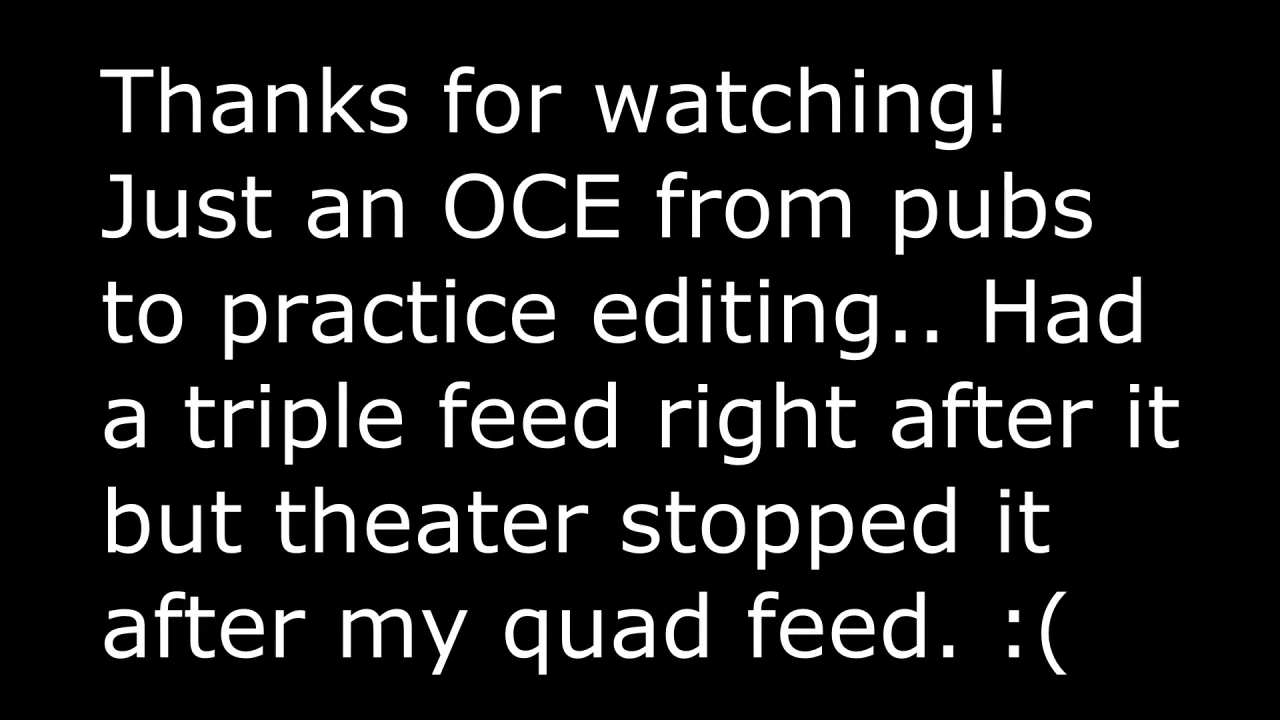 Thanks for watching!
Just an OCE from pubs
to practice editing.. Had
a triple feed right after it
but theater stopped it
after my quad feed. :(